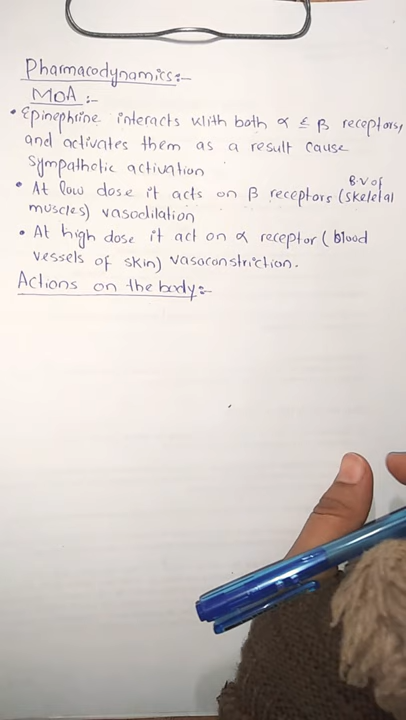 Pharmacodynamics:-
MOA :-
• Epinephrine interacts with both α & β receptors,
and activates them as a result cause
sympathetic activation
B.V of
• At low dose it acts on β receptors (skeletal
muscles) vasodilation
• At high dose it act on α receptor (blood
vessels of skin) vasoconstriction.
Actions on the body:-